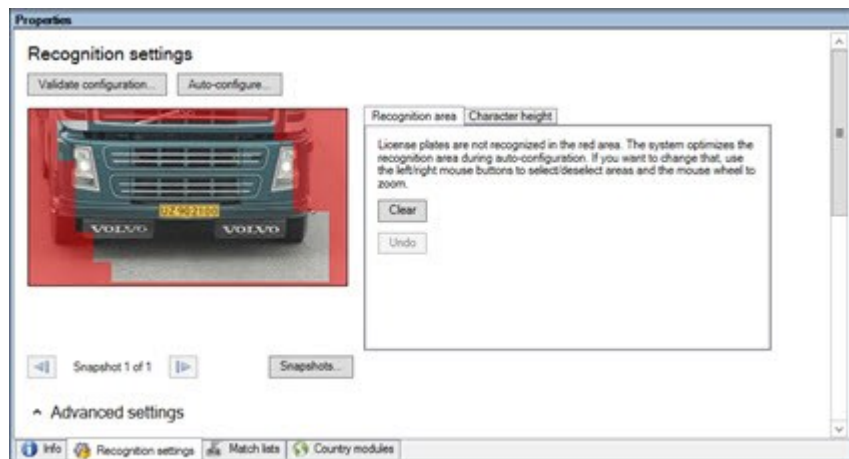 Properties
Recognition settings
Validate configuration...
Auto-configure...
Recognition area
Character height
License plates are not recognized in the red area. The system optimizes the
recognition area during auto-configuration. If you want to change that, use
the left/right mouse buttons to select/deselect areas and the mouse wheel to
zoom.
Clear
Undo
UZ 902100
VOLVO
VOLVO
Snapshot 1 of 1
Snapshots...
Advanced settings
Info
Recognition settings
Match lists
Country modules